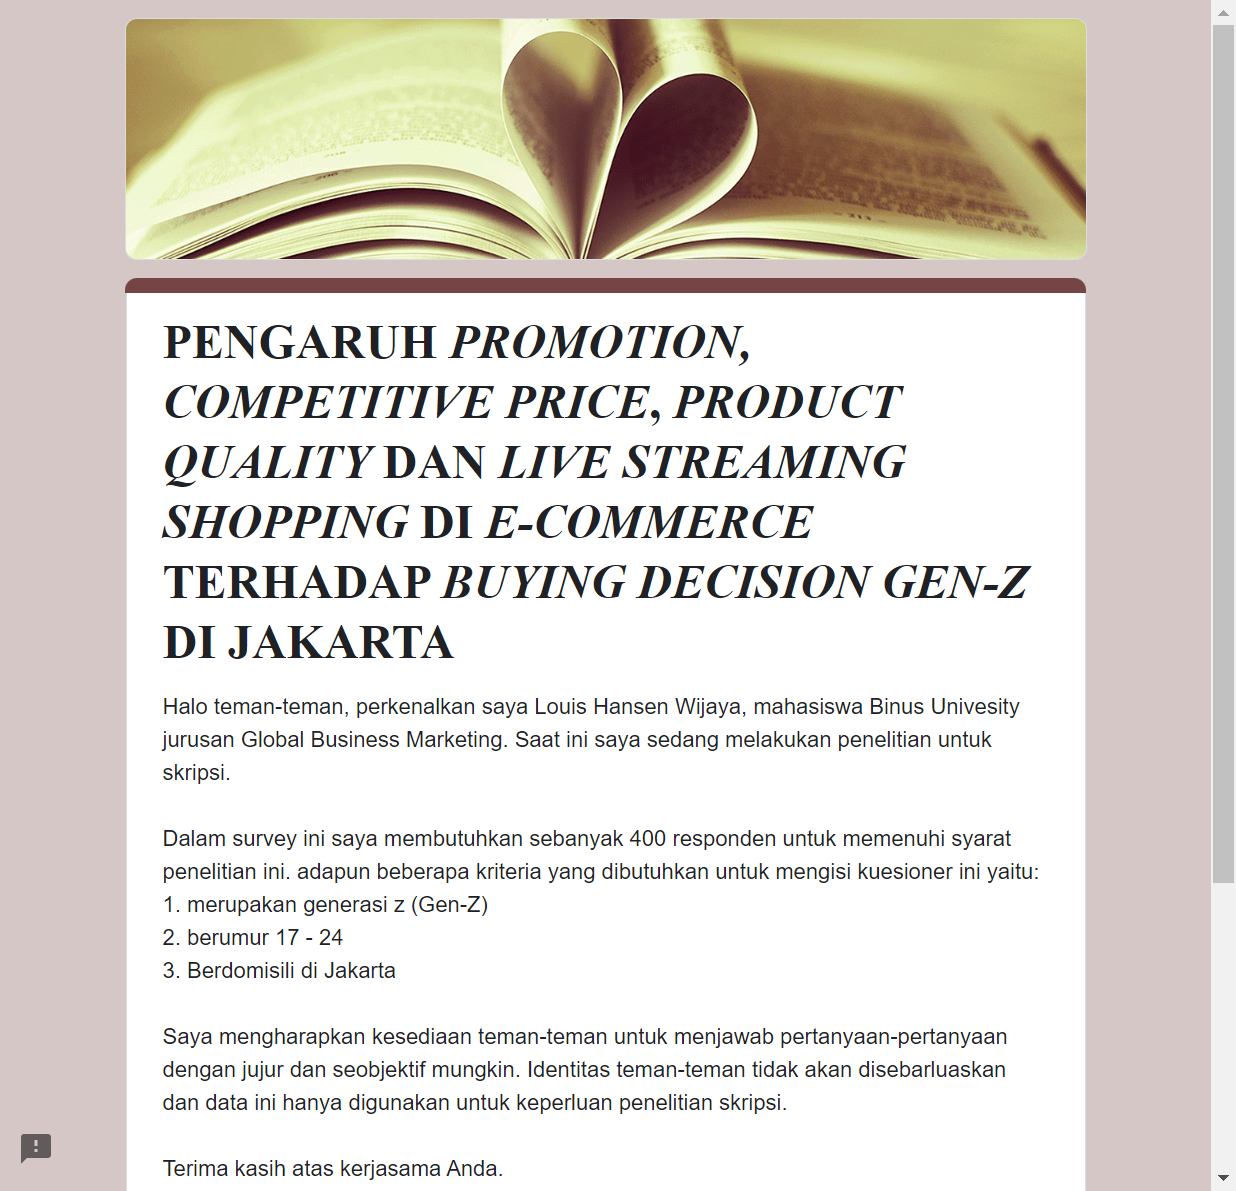 PENGARUH PROMOTION,
COMPETITIVE PRICE, PRODUCT
QUALITY DAN LIVE STREAMING
SHOPPING DI E-COMMERCE
TERHADAP BUYING DECISION GEN-Z
DI JAKARTA
Halo teman-teman, perkenalkan saya Louis Hansen Wijaya, mahasiswa Binus Univesity
jurusan Global Business Marketing. Saat ini saya sedang melakukan penelitian untuk
skripsi.
Dalam survey ini saya membutuhkan sebanyak 400 responden untuk memenuhi syarat
penelitian ini. adapun beberapa kriteria yang dibutuhkan untuk mengisi kuesioner ini yaitu:
1. merupakan generasi z (Gen-Z)
2. berumur 17 - 24
3. Berdomisili di Jakarta
Saya mengharapkan kesediaan teman-teman untuk menjawab pertanyaan-pertanyaan
dengan jujur dan seobjektif mungkin. Identitas teman-teman tidak akan disebarluaskan
dan data ini hanya digunakan untuk keperluan penelitian skripsi.
Terima kasih atas kerjasama Anda.